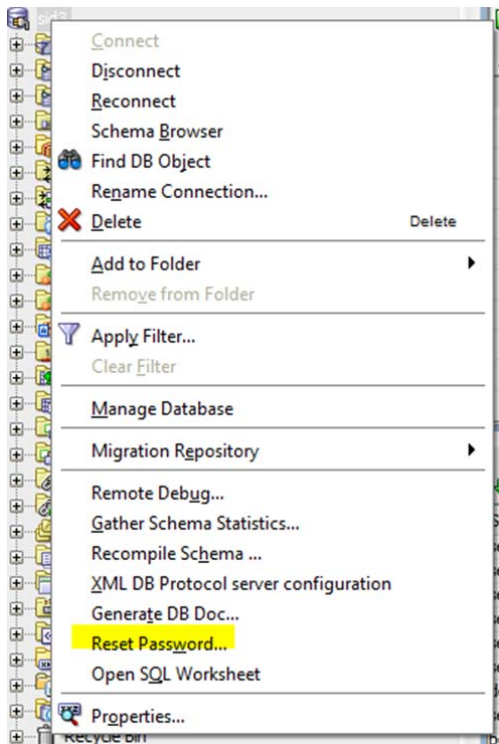 sid3
Connect
Disconnect
Reconnect
Schema Browser
Find DB Object
Rename Connection...
Delete Delete
Add to Folder
Remove from Folder
Apply Filter...
Clear Filter
Manage Database
Migration Repository
Remote Debug...
Gather Schema Statistics...
Recompile Schema ...
XML DB Protocol server configuration
Generate DB Doc...
Reset Password...
Open SQL Worksheet
Properties...
Recycle Bin